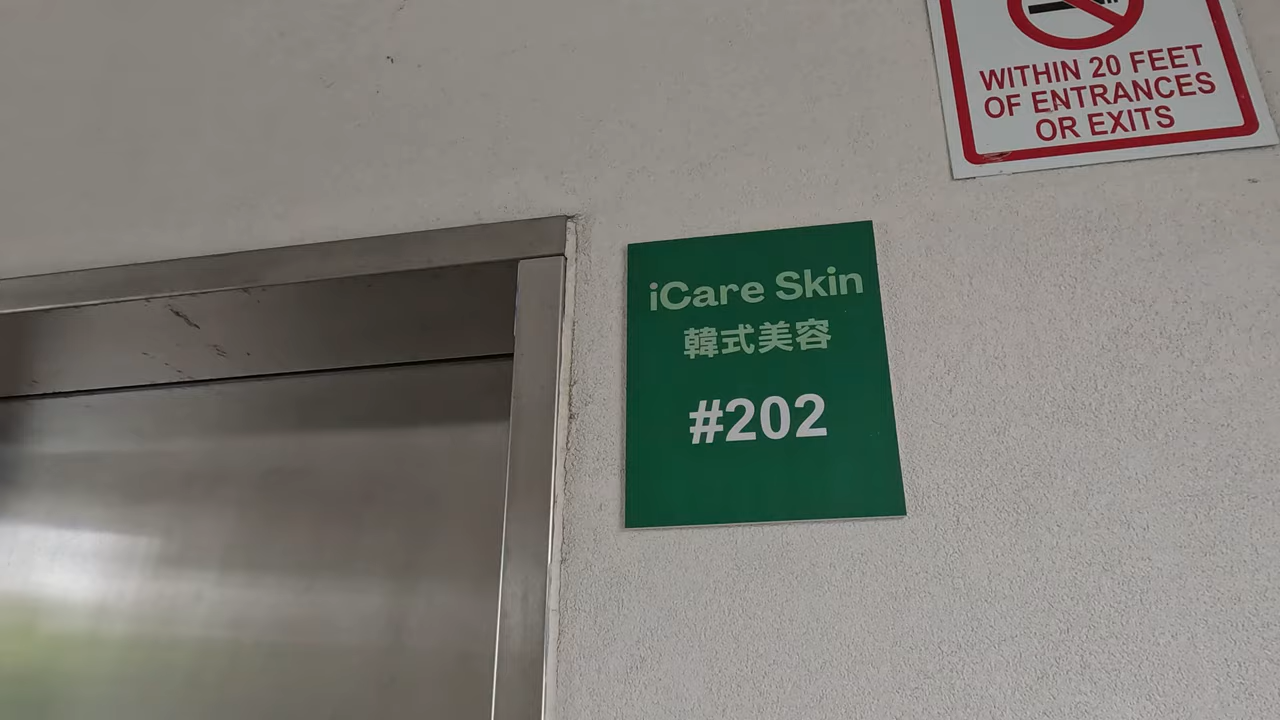 WITHIN 20 FEET
OF ENTRANCES
OR EXITS
iCare Skin
韓式美容
#202